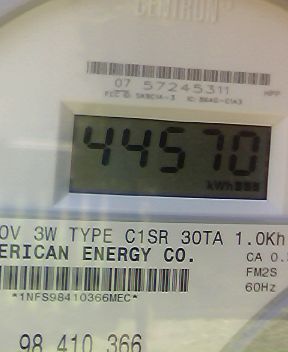 CENTRON
07 57245311
44570
kWh
0V 3W TYPE C1SR 30TA 1.0Kh
ERICAN ENERGY CO.
CA 0.
FM2S
*1NFS98410366MEC*
60Hz
98 410 366